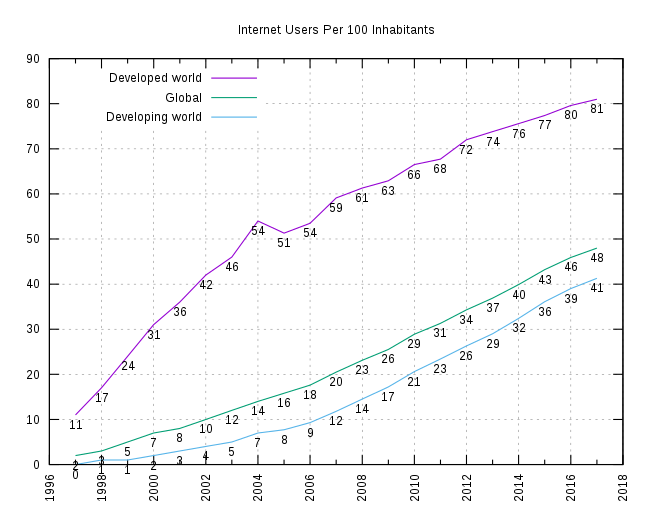 Internet Users Per 100 Inhabitants
90
80
70
60
50
40
30
20
10
0
Developed world
Global
Developing world
11 17 24 31 36 42 46 54 51 54 59 61 63 66 68 72 74 76 77 80 81
2 3 5 7 8 10 12 14 16 18 20 23 26 29 31 34 37 40 43 46 48
0 1 1 2 3 4 5 7 8 9 12 14 17 21 23 26 29 32 36 39 41
1996 1998 2000 2002 2004 2006 2008 2010 2012 2014 2016 2018